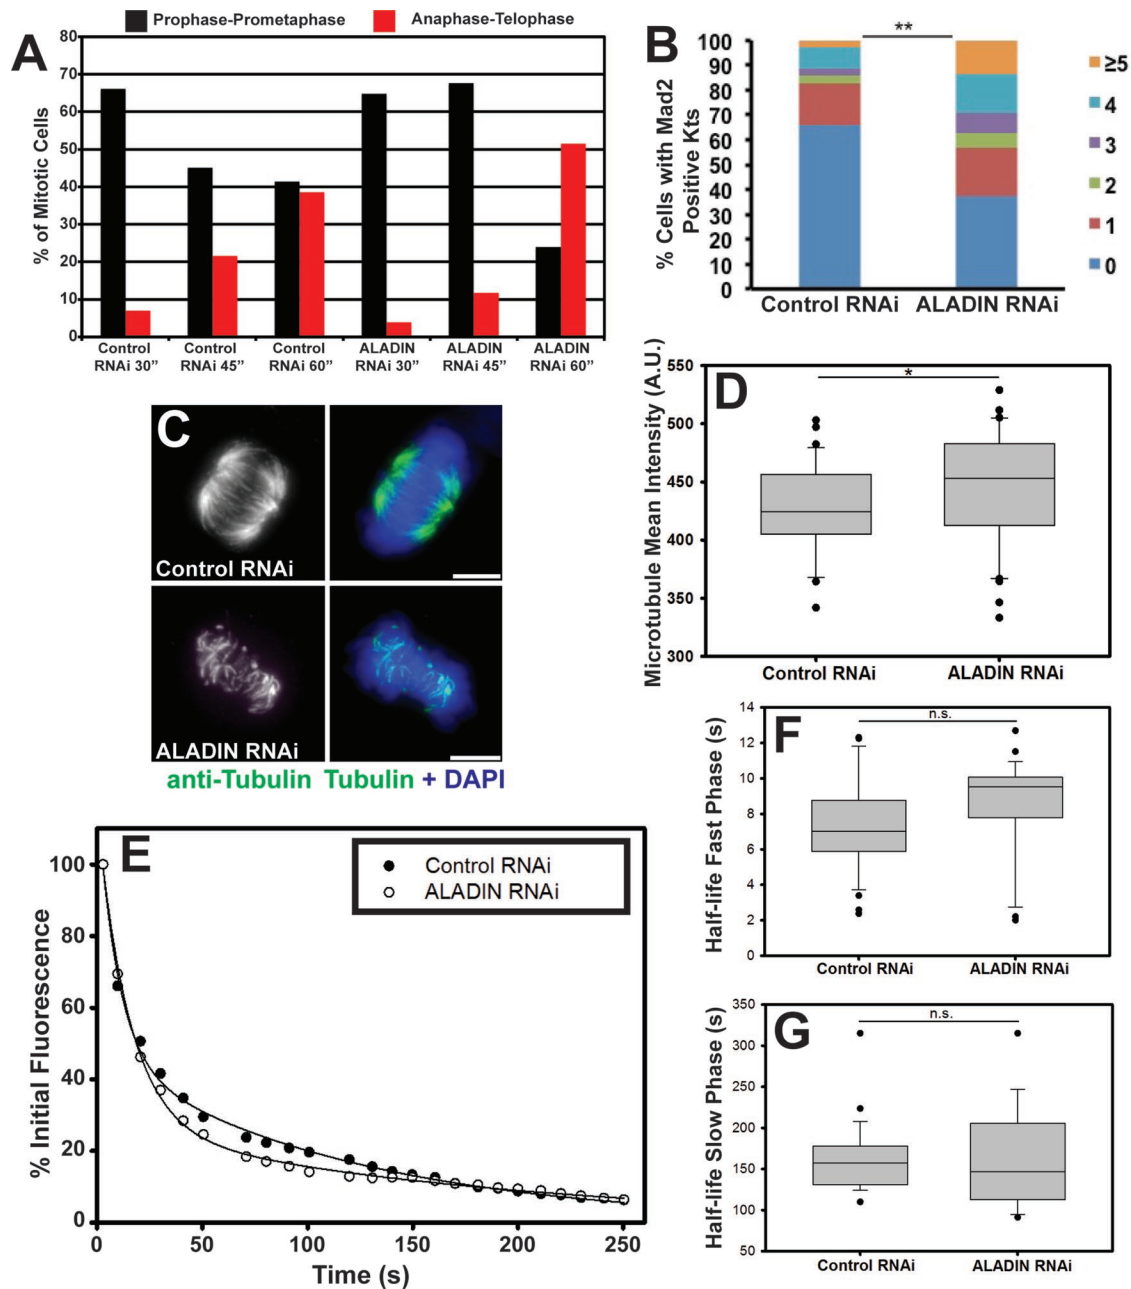 Prophase-Prometaphase Anaphase-Telophase
A
% of Mitotic Cells
80
70
60
50
40
30
20
10
0
Control RNAi 30” Control RNAi 45” Control RNAi 60” ALADIN RNAi 30” ALADIN RNAi 45” ALADIN RNAi 60”
B
% Cells with Mad2
Positive Kts
100
90
80
70
60
50
40
30
20
10
0
**
Control RNAi ALADIN RNAi
≥5
4
3
2
1
0
C
Control RNAi
ALADIN RNAi
anti-Tubulin Tubulin + DAPI
D
Microtubule Mean Intensity (A.U.)
550
500
450
400
350
300
*
Control RNAi ALADIN RNAi
E
% Initial Fluorescence
100
80
60
40
20
0
Control RNAi
ALADIN RNAi
0 50 100 150 200 250
Time (s)
F
Half-life Fast Phase (s)
14
12
10
8
6
4
2
0
n.s.
Control RNAi ALADIN RNAi
G
Half-life Slow Phase (s)
350
300
250
200
150
100
50
n.s.
Control RNAi ALADIN RNAi